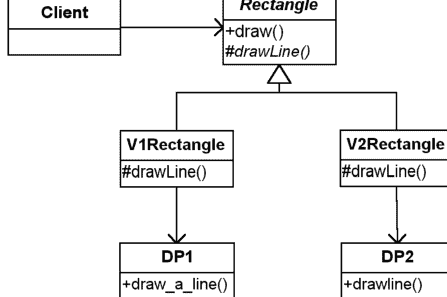 Client
Rectangle
+draw()
#drawLine()
V1Rectangle
#drawLine()
V2Rectangle
#drawLine()
DP1
+draw_a_line()
DP2
+drawline()